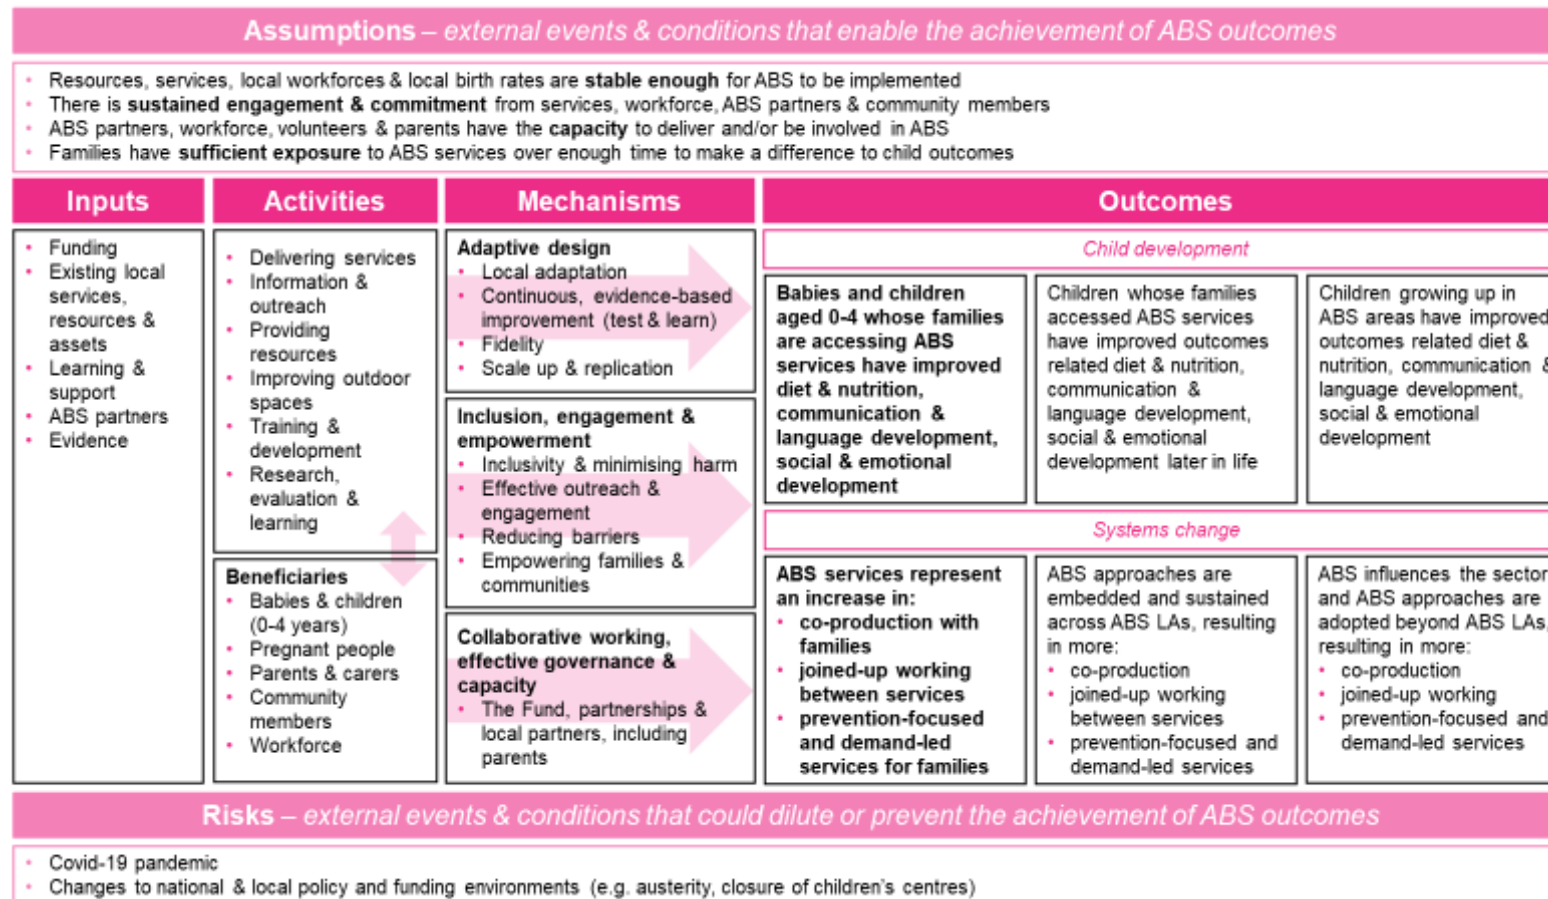 Assumptions – external events & conditions that enable the achievement of ABS outcomes
• Resources, services, local workforces & local birth rates are stable enough for ABS to be implemented
• There is sustained engagement & commitment from services, workforce, ABS partners & community members
• ABS partners, workforce, volunteers & parents have the capacity to deliver and/or be involved in ABS
• Families have sufficient exposure to ABS services over enough time to make a difference to child outcomes
Inputs
• Funding
• Existing local
services,
resources &
assets
• Learning &
support
• ABS partners
• Evidence
Activities
• Delivering services
• Information &
outreach
• Providing
resources
• Improving outdoor
spaces
• Training &
development
• Research,
evaluation &
learning
Beneficiaries
• Babies & children
(0-4 years)
• Pregnant people
• Parents & carers
• Community
members
• Workforce
Mechanisms
Adaptive design
• Local adaptation
• Continuous, evidence-based
improvement (test & learn)
• Fidelity
• Scale up & replication
Inclusion, engagement &
empowerment
• Inclusivity & minimising harm
• Effective outreach &
engagement
• Reducing barriers
• Empowering families &
communities
Collaborative working,
effective governance &
capacity
• The Fund, partnerships &
local partners, including
parents
Outcomes
Child development
Babies and children
aged 0-4 whose families
are accessing ABS
services have improved
diet & nutrition,
communication &
language development,
social & emotional
development
Children whose families
accessed ABS services
have improved outcomes
related diet & nutrition,
communication &
language development,
social & emotional
development later in life
Children growing up in
ABS areas have improved
outcomes related diet &
nutrition, communication &
language development,
social & emotional
development
Systems change
ABS services represent
an increase in:
• co-production with
families
• joined-up working
between services
• prevention-focused
and demand-led
services for families
ABS approaches are
embedded and sustained
across ABS LAs, resulting
in more:
• co-production
• joined-up working
between services
• prevention-focused and
demand-led services
ABS influences the sector
and ABS approaches are
adopted beyond ABS LAs,
resulting in more:
• co-production
• joined-up working
• prevention-focused and
demand-led services
Risks – external events & conditions that could dilute or prevent the achievement of ABS outcomes
• Covid-19 pandemic
• Changes to national & local policy and funding environments (e.g. austerity, closure of children's centres)